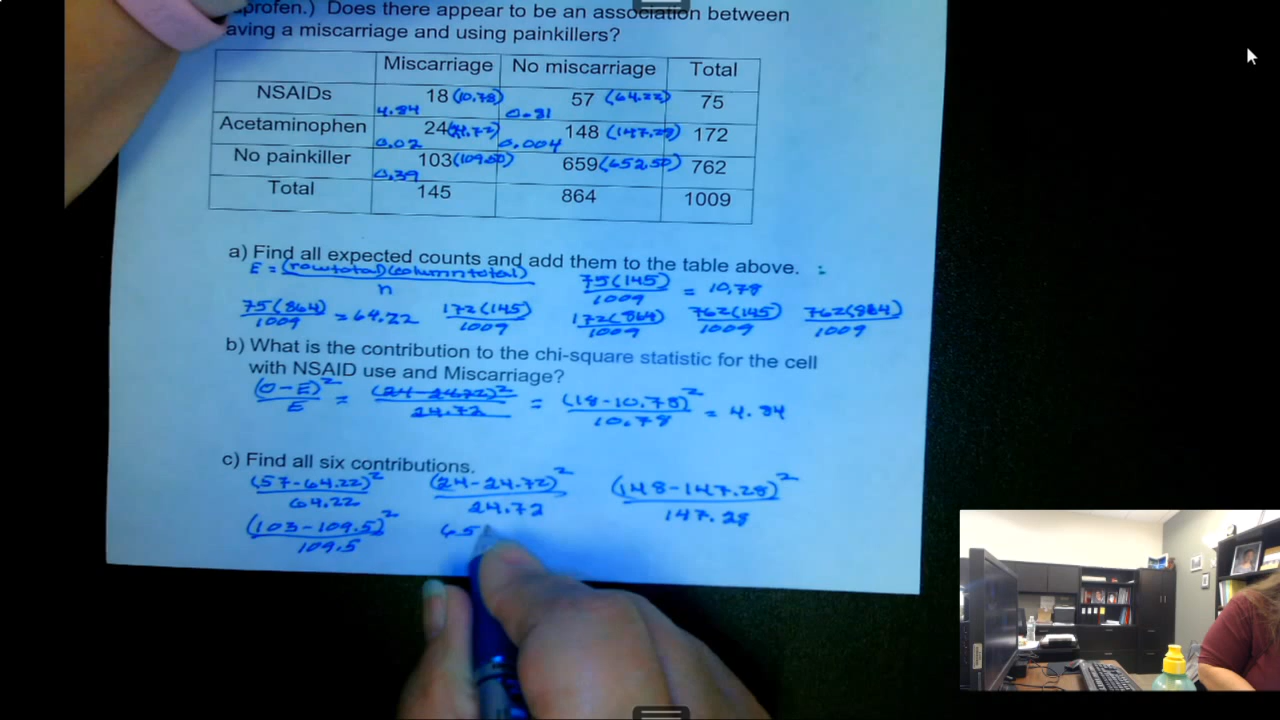 profen.) Does there appear to be an association between
aving a miscarriage and using painkillers?
Miscarriage No miscarriage Total
NSAIDs 18 (10.78) 57 (64.22) 75
4.84 0.81
Acetaminophen 24 148 (147.28) 172
0.02 0.004
No painkiller 103 (109.50) 659 (652.50) 762
0.39
Total 145 864 1009
a) Find all expected counts and add them to the table above.
E = (row total)(column total) / n 75(145) / 1009 = 10.78
75(864) / 1009 = 64.22 172(145) / 1009 172(864) / 1009 762(145) / 1009 762(864) / 1009
b) What is the contribution to the chi-square statistic for the cell
with NSAID use and Miscarriage?
(O-E)² / E = (24-24.72)² / 24.72 = (18-10.78)² / 10.78 = 4.84
c) Find all six contributions.
(57-64.22)² / 64.22 (24-24.72)² / 24.72 (148-147.28)² / 147.28
(103-109.5)² / 109.5 65